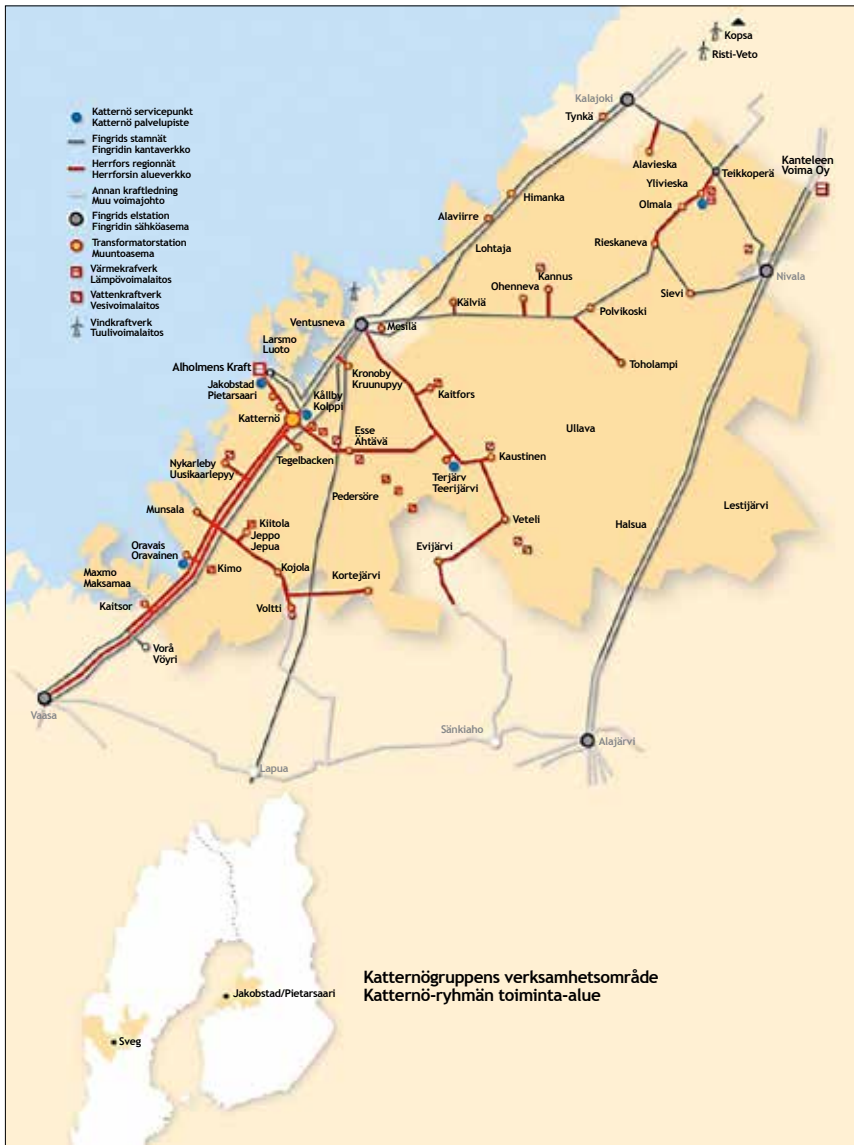 Kopsa
Risti-Veto
Kalajoki
Tynkä
Katternö servicepunkt
Katternö palvelupiste
Fingrids stamnät
Fingridin kantaverkko
Herrfors regionnät
Herrforsin alueverkko
Annan kraftledning
Muu voimajohto
Fingrids elstation
Fingridin sähköasema
Transformatorstation
Muuntoasema
Värmekrafverk
Lämpövoimalaitos
Vattenkraftverk
Vesivoimalaitos
Vindkraftverk
Tuulivoimalaitos
Alavieska
Teikkoperä
Kanteleen
Voima Oy
Ylivieska
Olmala
Himanka
Alaviirre
Lohtaja
Rieskaneva
Nivala
Sievi
Kannus
Ohenneva
Kälviä
Polvikoski
Toholampi
Ventusneva
Mesilä
Larsmo
Luoto
Alholmens Kraft
Jakobstad
Pietarsaari
Kronoby
Kruunupyy
Kållby
Kolppi
Katternö
Kaitfors
Esse
Ähtävä
Ullava
Tegelbacken
Nykarleby
Uusikaarlepyy
Kaustinen
Terjärv
Teerijärvi
Pedersöre
Lestijärvi
Munsala
Kiitola
Jeppo
Jepua
Veteli
Halsua
Evijärvi
Oravais
Oravainen
Kimo
Kojola
Kortejärvi
Maxmo
Maksamaa
Kaitsor
Voltti
Vorå
Vöyri
Vaasa
Sänkiaho
Alajärvi
Lapua
Katternögruppens verksamhetsområde
Katternö-ryhmän toiminta-alue
Jakobstad/Pietarsaari
Sveg